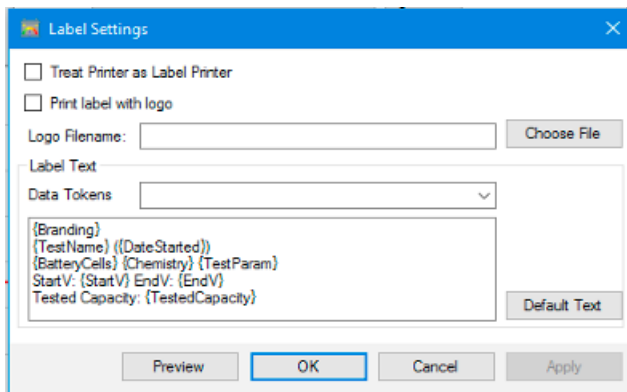 Label Settings
Treat Printer as Label Printer
Print label with logo
Logo Filename:
Choose File
Label Text
Data Tokens
{Branding}
{TestName} ({DateStarted})
{BatteryCells} {Chemistry} {TestParam}
StartV: {StartV} EndV: {EndV}
Tested Capacity: {TestedCapacity}
Default Text
Preview
OK
Cancel
Apply